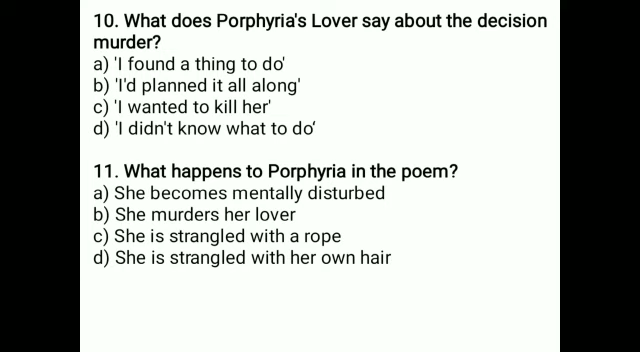 10. What does Porphyria's Lover say about the decision
murder?
a) 'I found a thing to do'
b) 'I'd planned it all along'
c) 'I wanted to kill her'
d) 'I didn't know what to do‘

11. What happens to Porphyria in the poem?
a) She becomes mentally disturbed
b) She murders her lover
c) She is strangled with a rope
d) She is strangled with her own hair